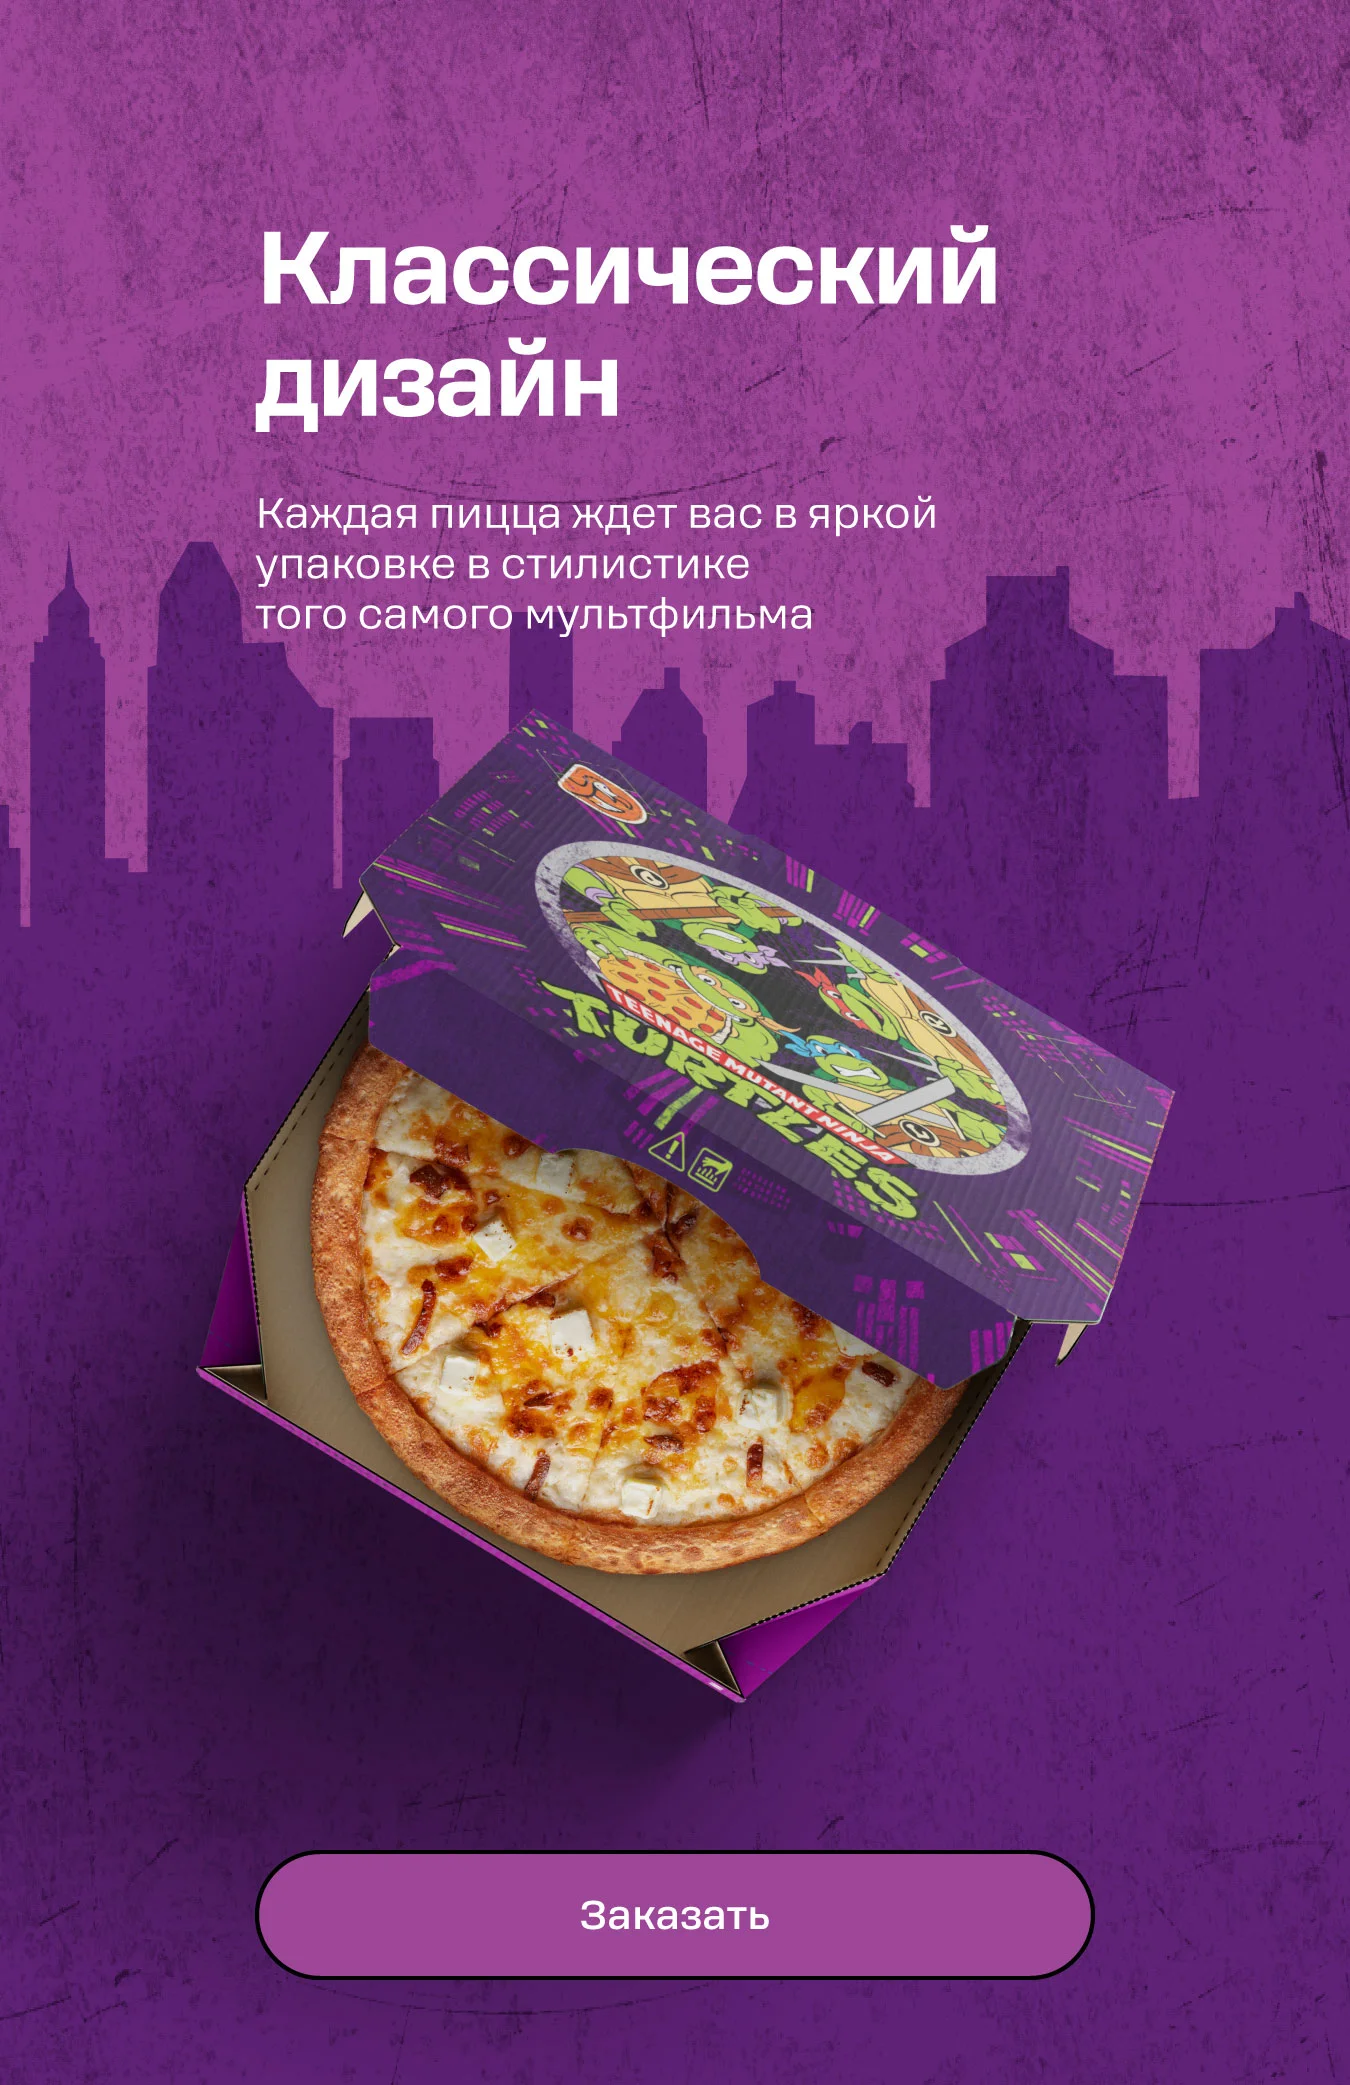 Классический
дизайн
Каждая пицца ждет вас в яркой
упаковке в стилистике
того самого мультфильма
TEENAGE MUTANT NINJA
TURTLES
Заказать